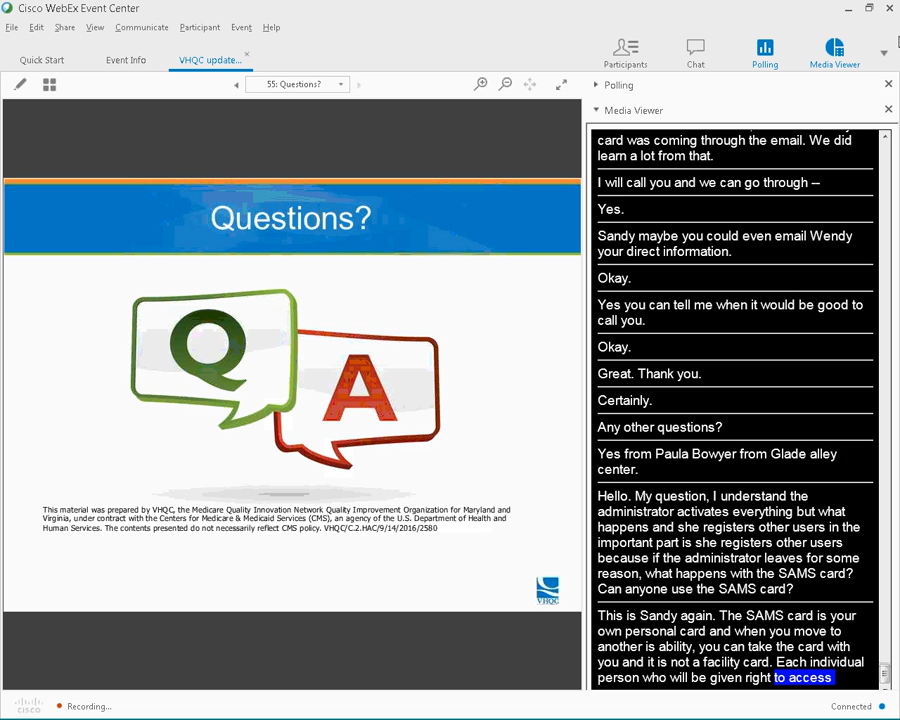 Cisco WebEx Event Center
File Edit Share View Communicate Participant Event Help
Quick Start Event Info VHQC update...
Participants Chat Polling Media Viewer
55: Questions?
Polling
Media Viewer
Questions?
Q
A
This material was prepared by VHQC, the Medicare Quality Innovation Network Quality Improvement Organization for Maryland and
Virginia, under contract with the Centers for Medicare & Medicaid Services (CMS), an agency of the U.S. Department of Health and
Human Services. The contents presented do not necessarily reflect CMS policy. VHQC/C.2.HAC/9/14/2016/2580
VHQC
card was coming through the email. We did
learn a lot from that.
I will call you and we can go through --
Yes.
Sandy maybe you could even email Wendy
your direct information.
Okay.
Yes you can tell me when it would be good to
call you.
Okay.
Great. Thank you.
Certainly.
Any other questions?
Yes from Paula Bowyer from Glade alley
center.
Hello. My question, I understand the
administrator activates everything but what
happens and she registers other users in the
important part is she registers other users
because if the administrator leaves for some
reason, what happens with the SAMS card?
Can anyone use the SAMS card?
This is Sandy again. The SAMS card is your
own personal card and when you move to
another is ability, you can take the card with
you and it is not a facility card. Each individual
person who will be given right to access
cisco
Recording...
Connected